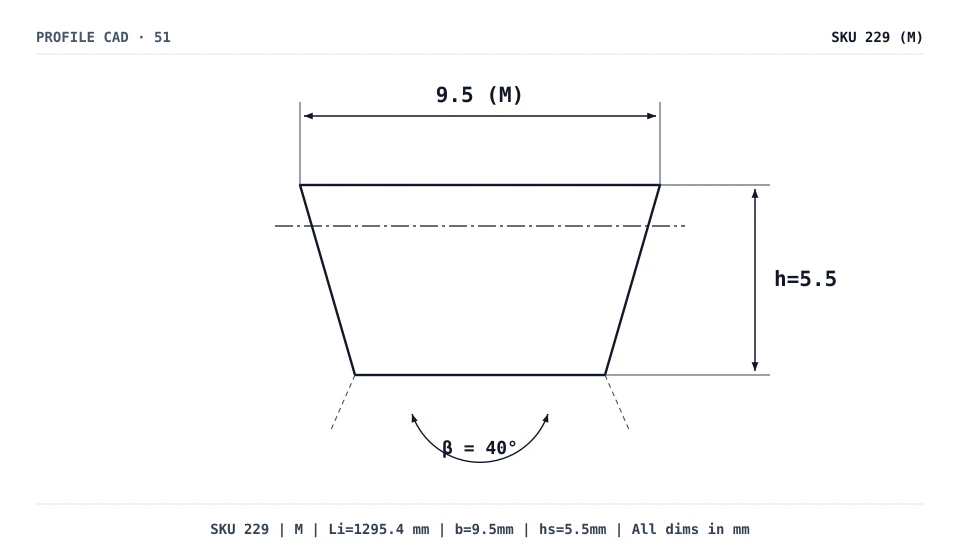 PROFILE CAD · 51
SKU 229 (M)
9.5 (M)
h=5.5
β = 40°
SKU 229 | M | Li=1295.4 mm | b=9.5mm | hs=5.5mm | All dims in mm